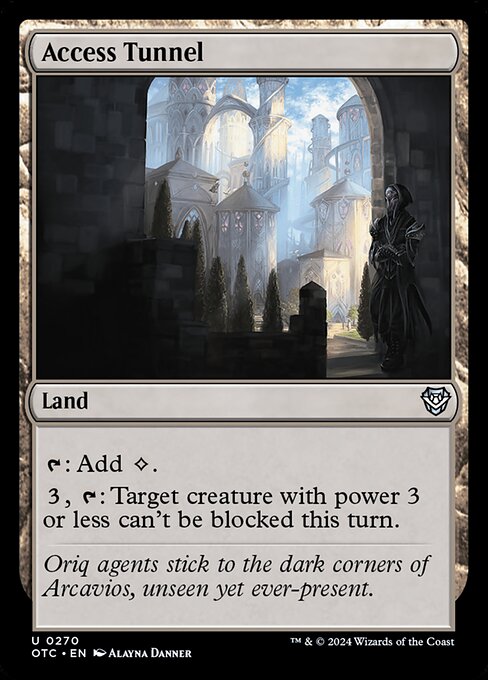 Access Tunnel
Land
: Add .
3, : Target creature with power 3
or less can't be blocked this turn.
Oriq agents stick to the dark corners of
Arcavios, unseen yet ever-present.
U 0270
OTC • EN Alayna Danner
™ & © 2024 Wizards of the Coast